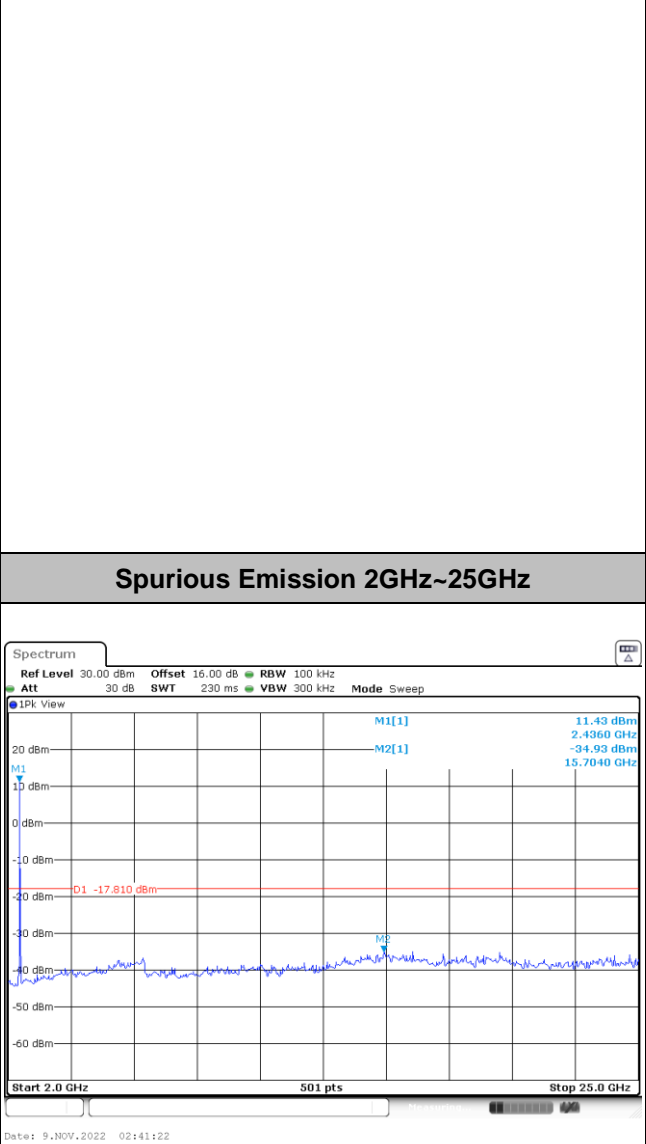 Spurious Emission 2GHz~25GHz
Spectrum
Ref Level 30.00 dBm Offset 16.00 dB RBW 100 kHz
Att 30 dB SWT 230 ms VBW 300 kHz Mode Sweep
1Pk View
M1[1] 11.43 dBm
2.4360 GHz
20 dBm M2[1] -34.93 dBm
15.7040 GHz
M1
10 dBm
0 dBm
-10 dBm
D1 -17.810 dBm
-20 dBm
-30 dBm
M2
-40 dBm
-50 dBm
-60 dBm
Start 2.0 GHz 501 pts Stop 25.0 GHz
Measuring...
Date: 9.NOV.2022 02:41:22